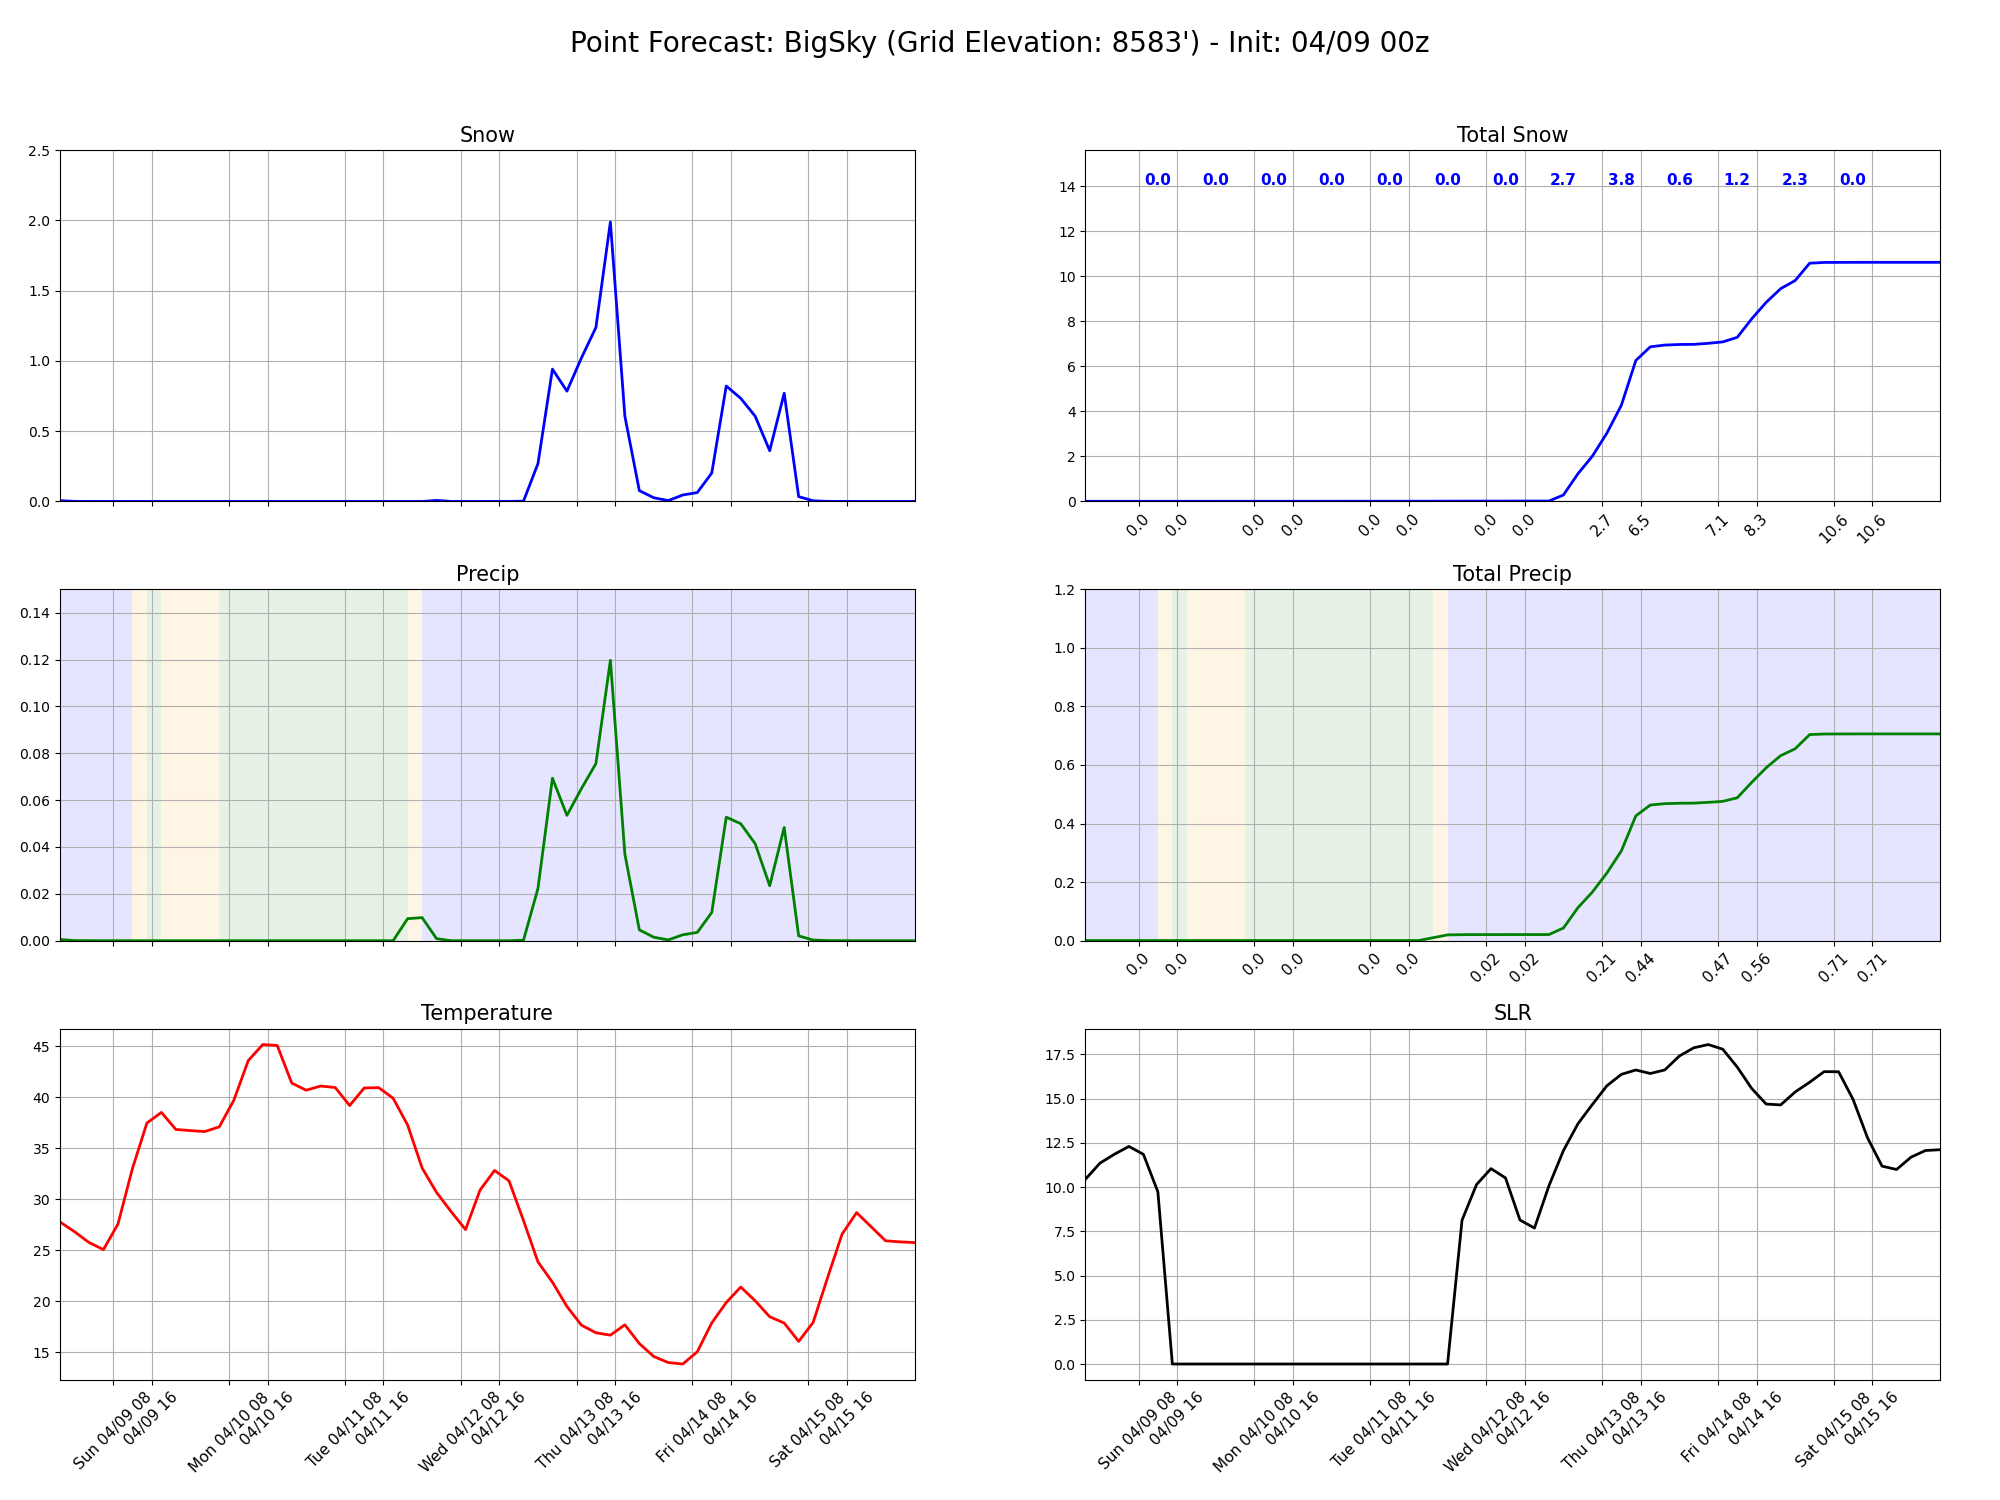 Point Forecast: BigSky (Grid Elevation: 8583') - Init: 04/09 00z
Snow
2.5
2.0
1.5
1.0
0.5
0.0
Total Snow
0.0 0.0 0.0 0.0 0.0 0.0 0.0 2.7 3.8 0.6 1.2 2.3 0.0
14
12
10
8
6
4
2
0
0.0 0.0 0.0 0.0 0.0 0.0 0.0 0.0 2.7 6.5 7.1 8.3 10.6 10.6
Precip
0.14
0.12
0.10
0.08
0.06
0.04
0.02
0.00
Total Precip
1.2
1.0
0.8
0.6
0.4
0.2
0.0
0.0 0.0 0.0 0.0 0.0 0.0 0.02 0.02 0.21 0.44 0.47 0.56 0.71 0.71
Temperature
45
40
35
30
25
20
15
Sun 04/09 08
04/09 16
Mon 04/10 08
04/10 16
Tue 04/11 08
04/11 16
Wed 04/12 08
04/12 16
Thu 04/13 08
04/13 16
Fri 04/14 08
04/14 16
Sat 04/15 08
04/15 16
SLR
17.5
15.0
12.5
10.0
7.5
5.0
2.5
0.0
Sun 04/09 08
04/09 16
Mon 04/10 08
04/10 16
Tue 04/11 08
04/11 16
Wed 04/12 08
04/12 16
Thu 04/13 08
04/13 16
Fri 04/14 08
04/14 16
Sat 04/15 08
04/15 16